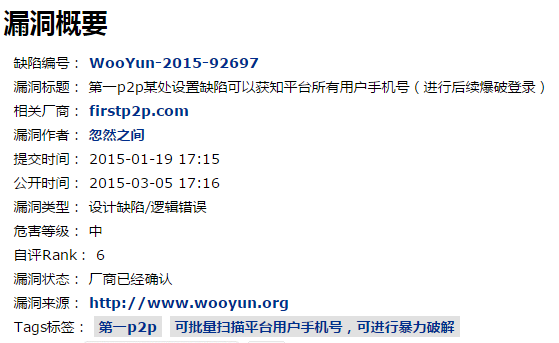 漏洞概要
缺陷编号： WooYun-2015-92697
漏洞标题： 第一p2p某处设置缺陷可以获知平台所有用户手机号（进行后续爆破登录）
相关厂商： firstp2p.com
漏洞作者： 忽然之间
提交时间： 2015-01-19 17:15
公开时间： 2015-03-05 17:16
漏洞类型： 设计缺陷/逻辑错误
危害等级： 中
自评Rank： 6
漏洞状态： 厂商已经确认
漏洞来源： http://www.wooyun.org
Tags标签： 第一p2p 可批量扫描平台用户手机号，可进行暴力破解